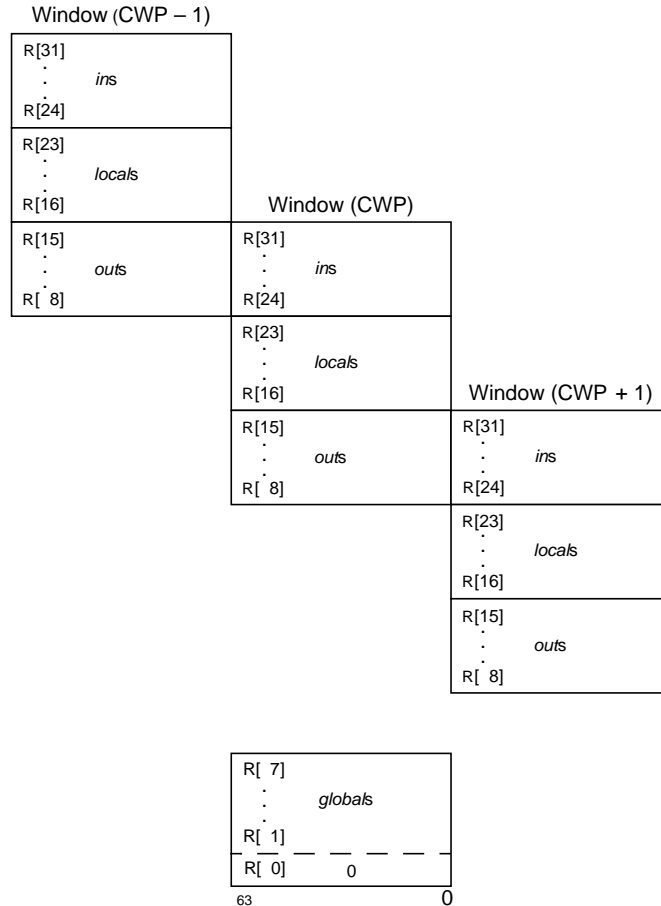 Window (CWP – 1)
R[31]
.
.
.
ins
R[24]
R[23]
.
.
.
locals
R[16]
R[15]
.
.
.
outs
R[ 8]
Window (CWP)
R[31]
.
.
.
ins
R[24]
R[23]
.
.
.
locals
R[16]
R[15]
.
.
.
outs
R[ 8]
Window (CWP + 1)
R[31]
.
.
.
ins
R[24]
R[23]
.
.
.
locals
R[16]
R[15]
.
.
.
outs
R[ 8]
R[ 7]
.
.
.
globals
R[ 1]
R[ 0] 0
63 0